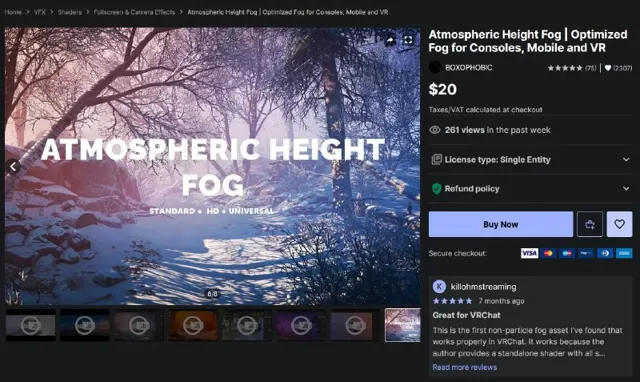 Home > VFX > Shaders > Fullscreen & Camera Effects > Atmospheric Height Fog | Optimized Fog for Consoles, Mobile and VR
ATMOSPHERIC HEIGHT
FOG
STANDARD • HD • UNIVERSAL
8/8
Atmospheric Height Fog | Optimized
Fog for Consoles, Mobile and VR
BOXOPHOBIC
(75) | (2307)
$20
Taxes/VAT calculated at checkout
261 views in the past week
License type: Single Entity
Refund policy
Buy Now
Secure checkout:
VISA
K killohmstreaming
7 months ago
Great for VRChat
This is the first non-particle fog asset I've found that
works properly in VRChat. It works because the
author provides a standalone shader with all s...
Read more reviews